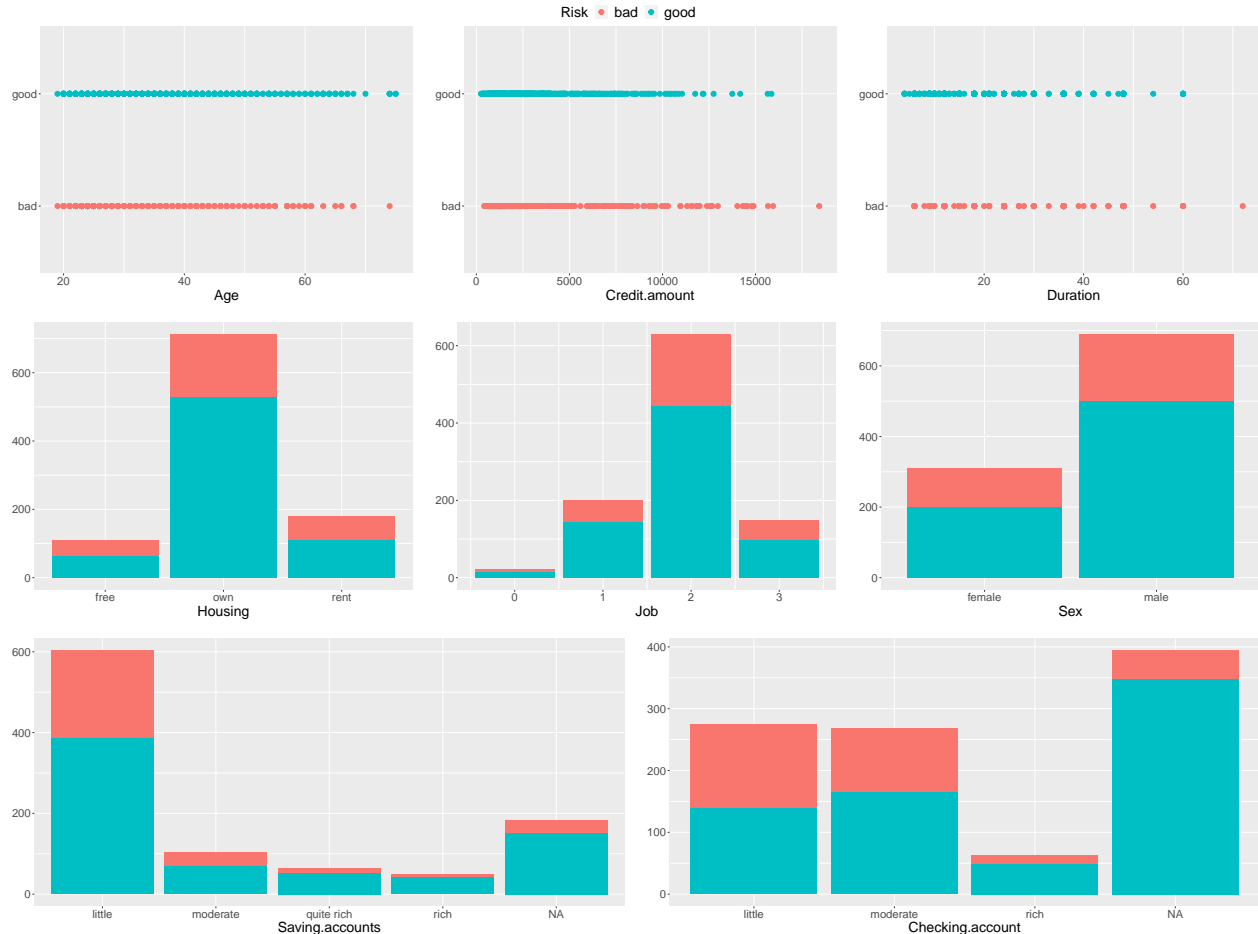 Risk bad good
good
bad
20 40 60
Age
good
bad
0 5000 10000 15000
Credit.amount
good
bad
20 40 60
Duration
600
400
200
0
free own rent
Housing
600
400
200
0
0 1 2 3
Job
600
400
200
0
female male
Sex
600
400
200
0
little moderate quite rich rich NA
Saving.accounts
400
300
200
100
0
little moderate rich NA
Checking.account